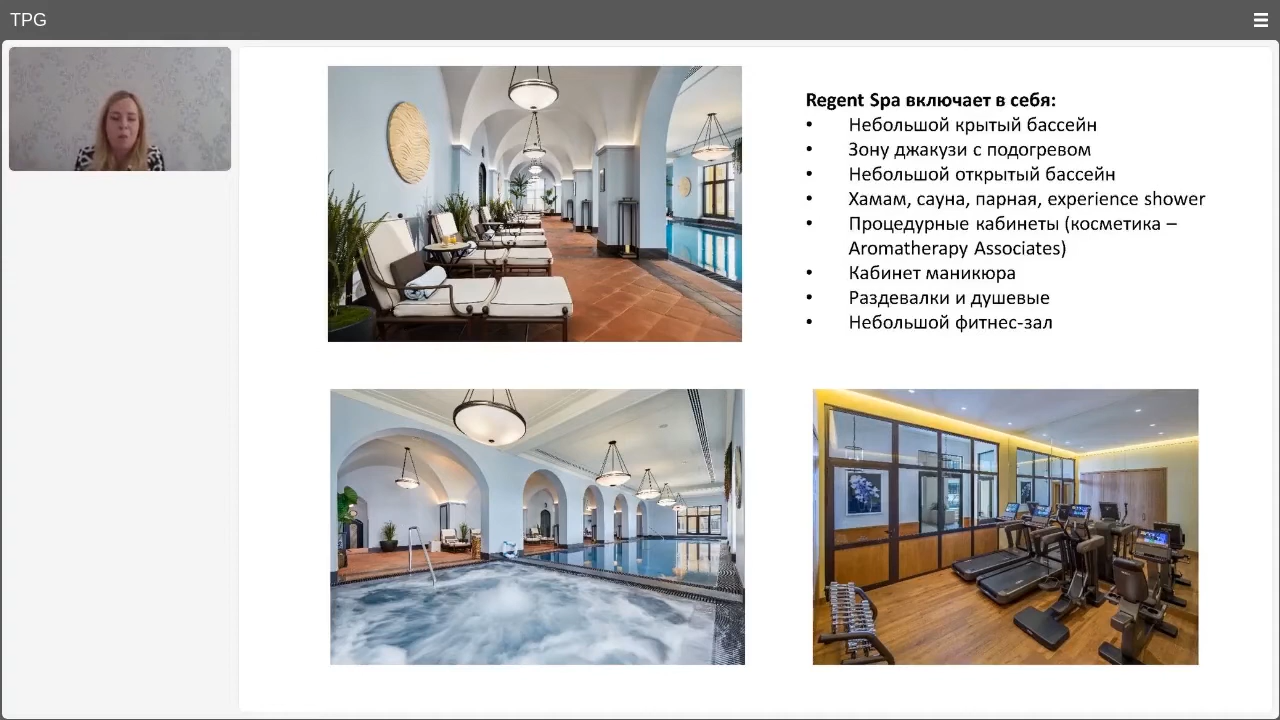 TPG
Regent Spa включает в себя:
• Небольшой крытый бассейн
• Зону джакузи с подогревом
• Небольшой открытый бассейн
• Хамам, сауна, парная, experience shower
• Процедурные кабинеты (косметика –
Aromatherapy Associates)
• Кабинет маникюра
• Раздевалки и душевые
• Небольшой фитнес-зал